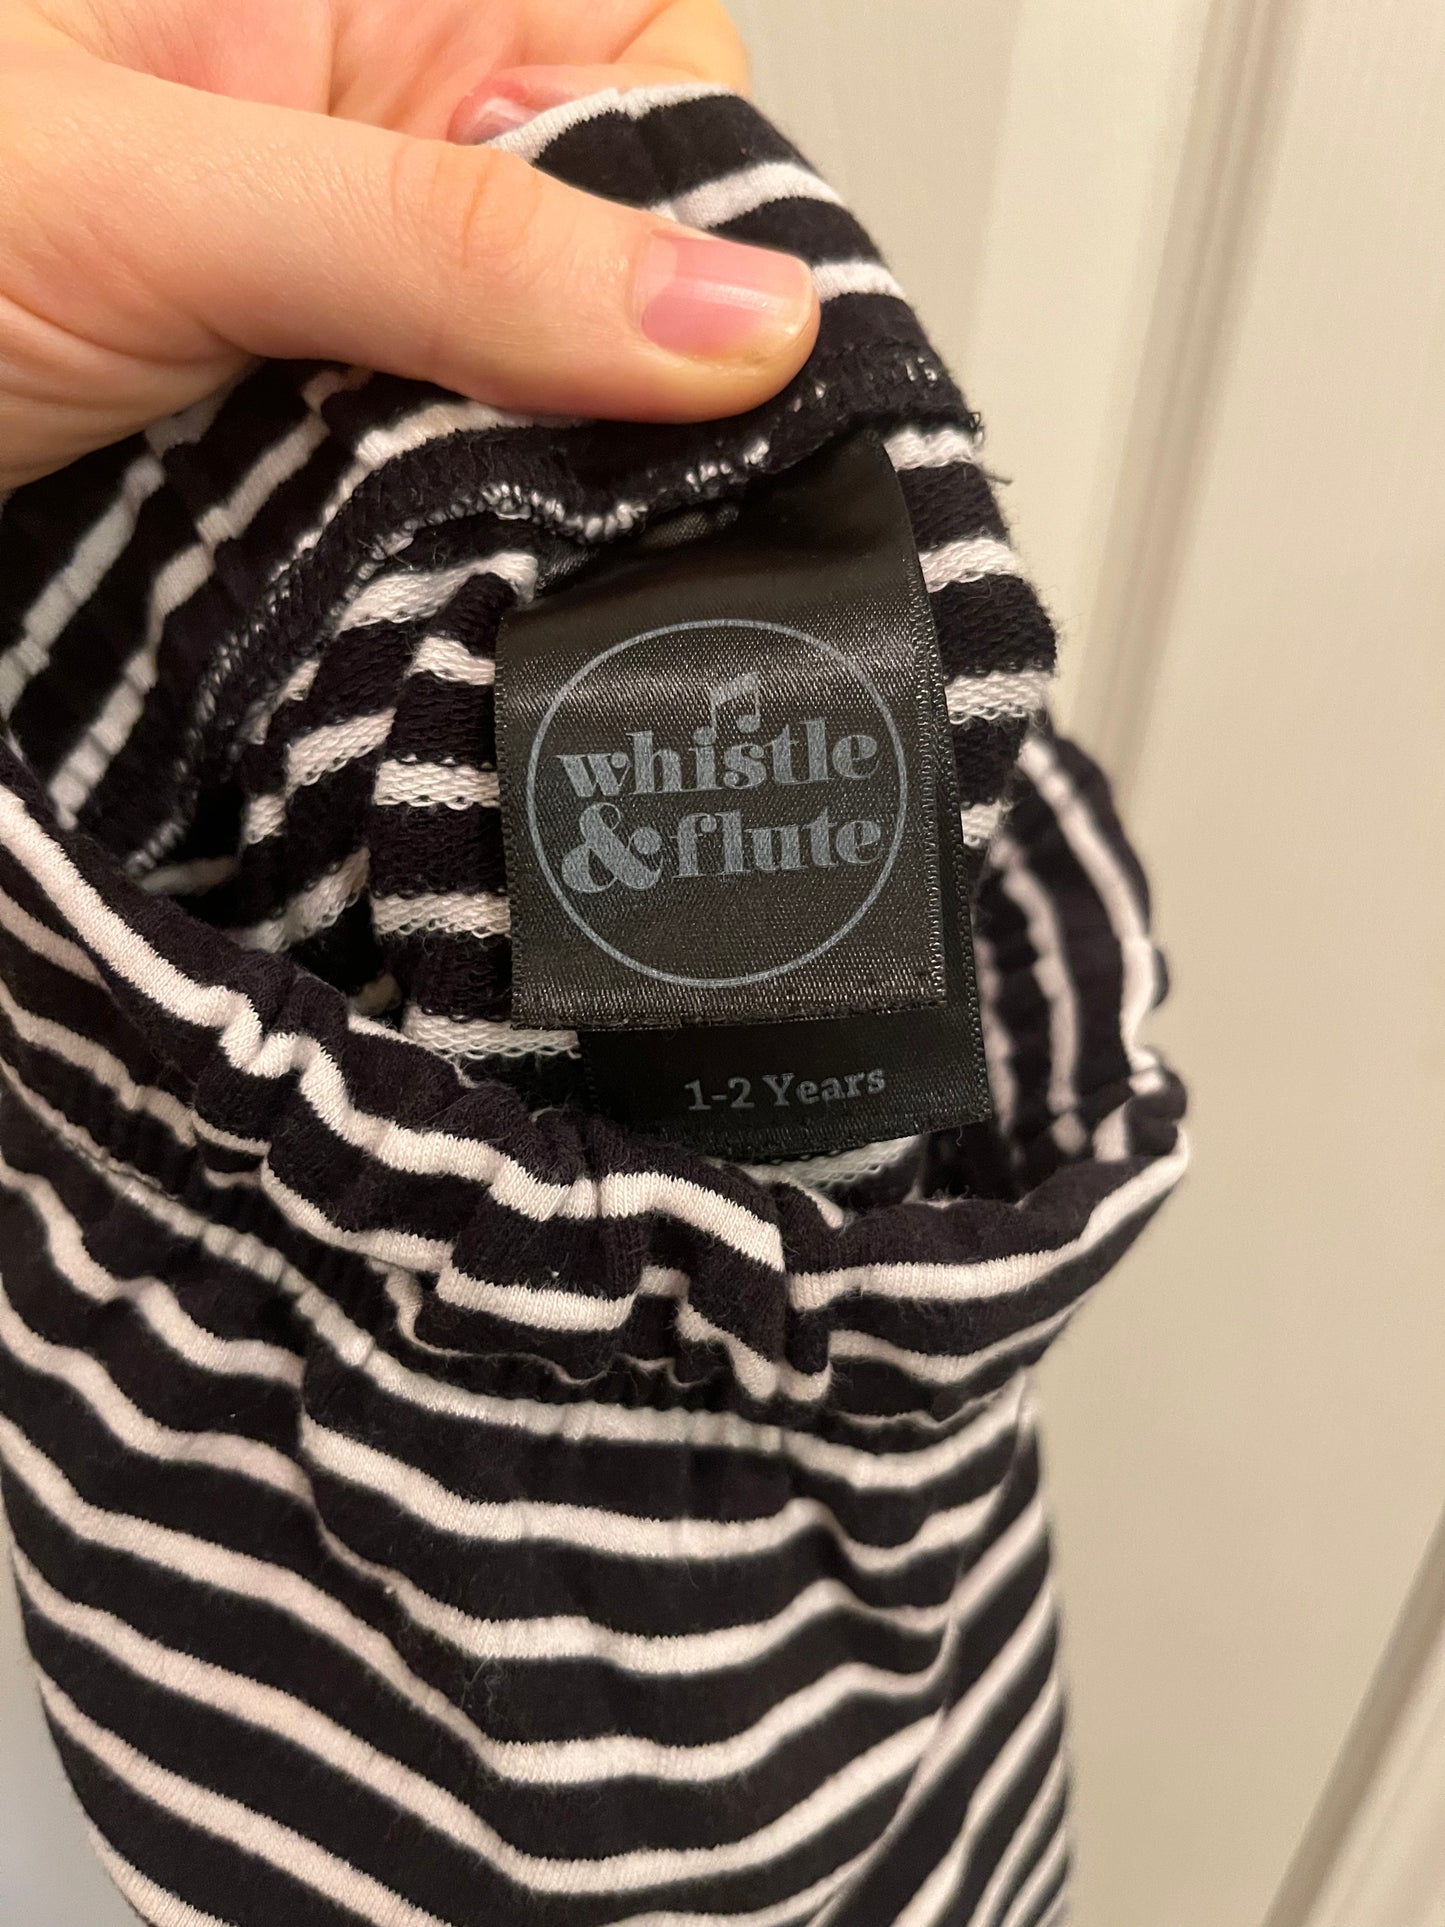 whistle
&flute
1-2 Years